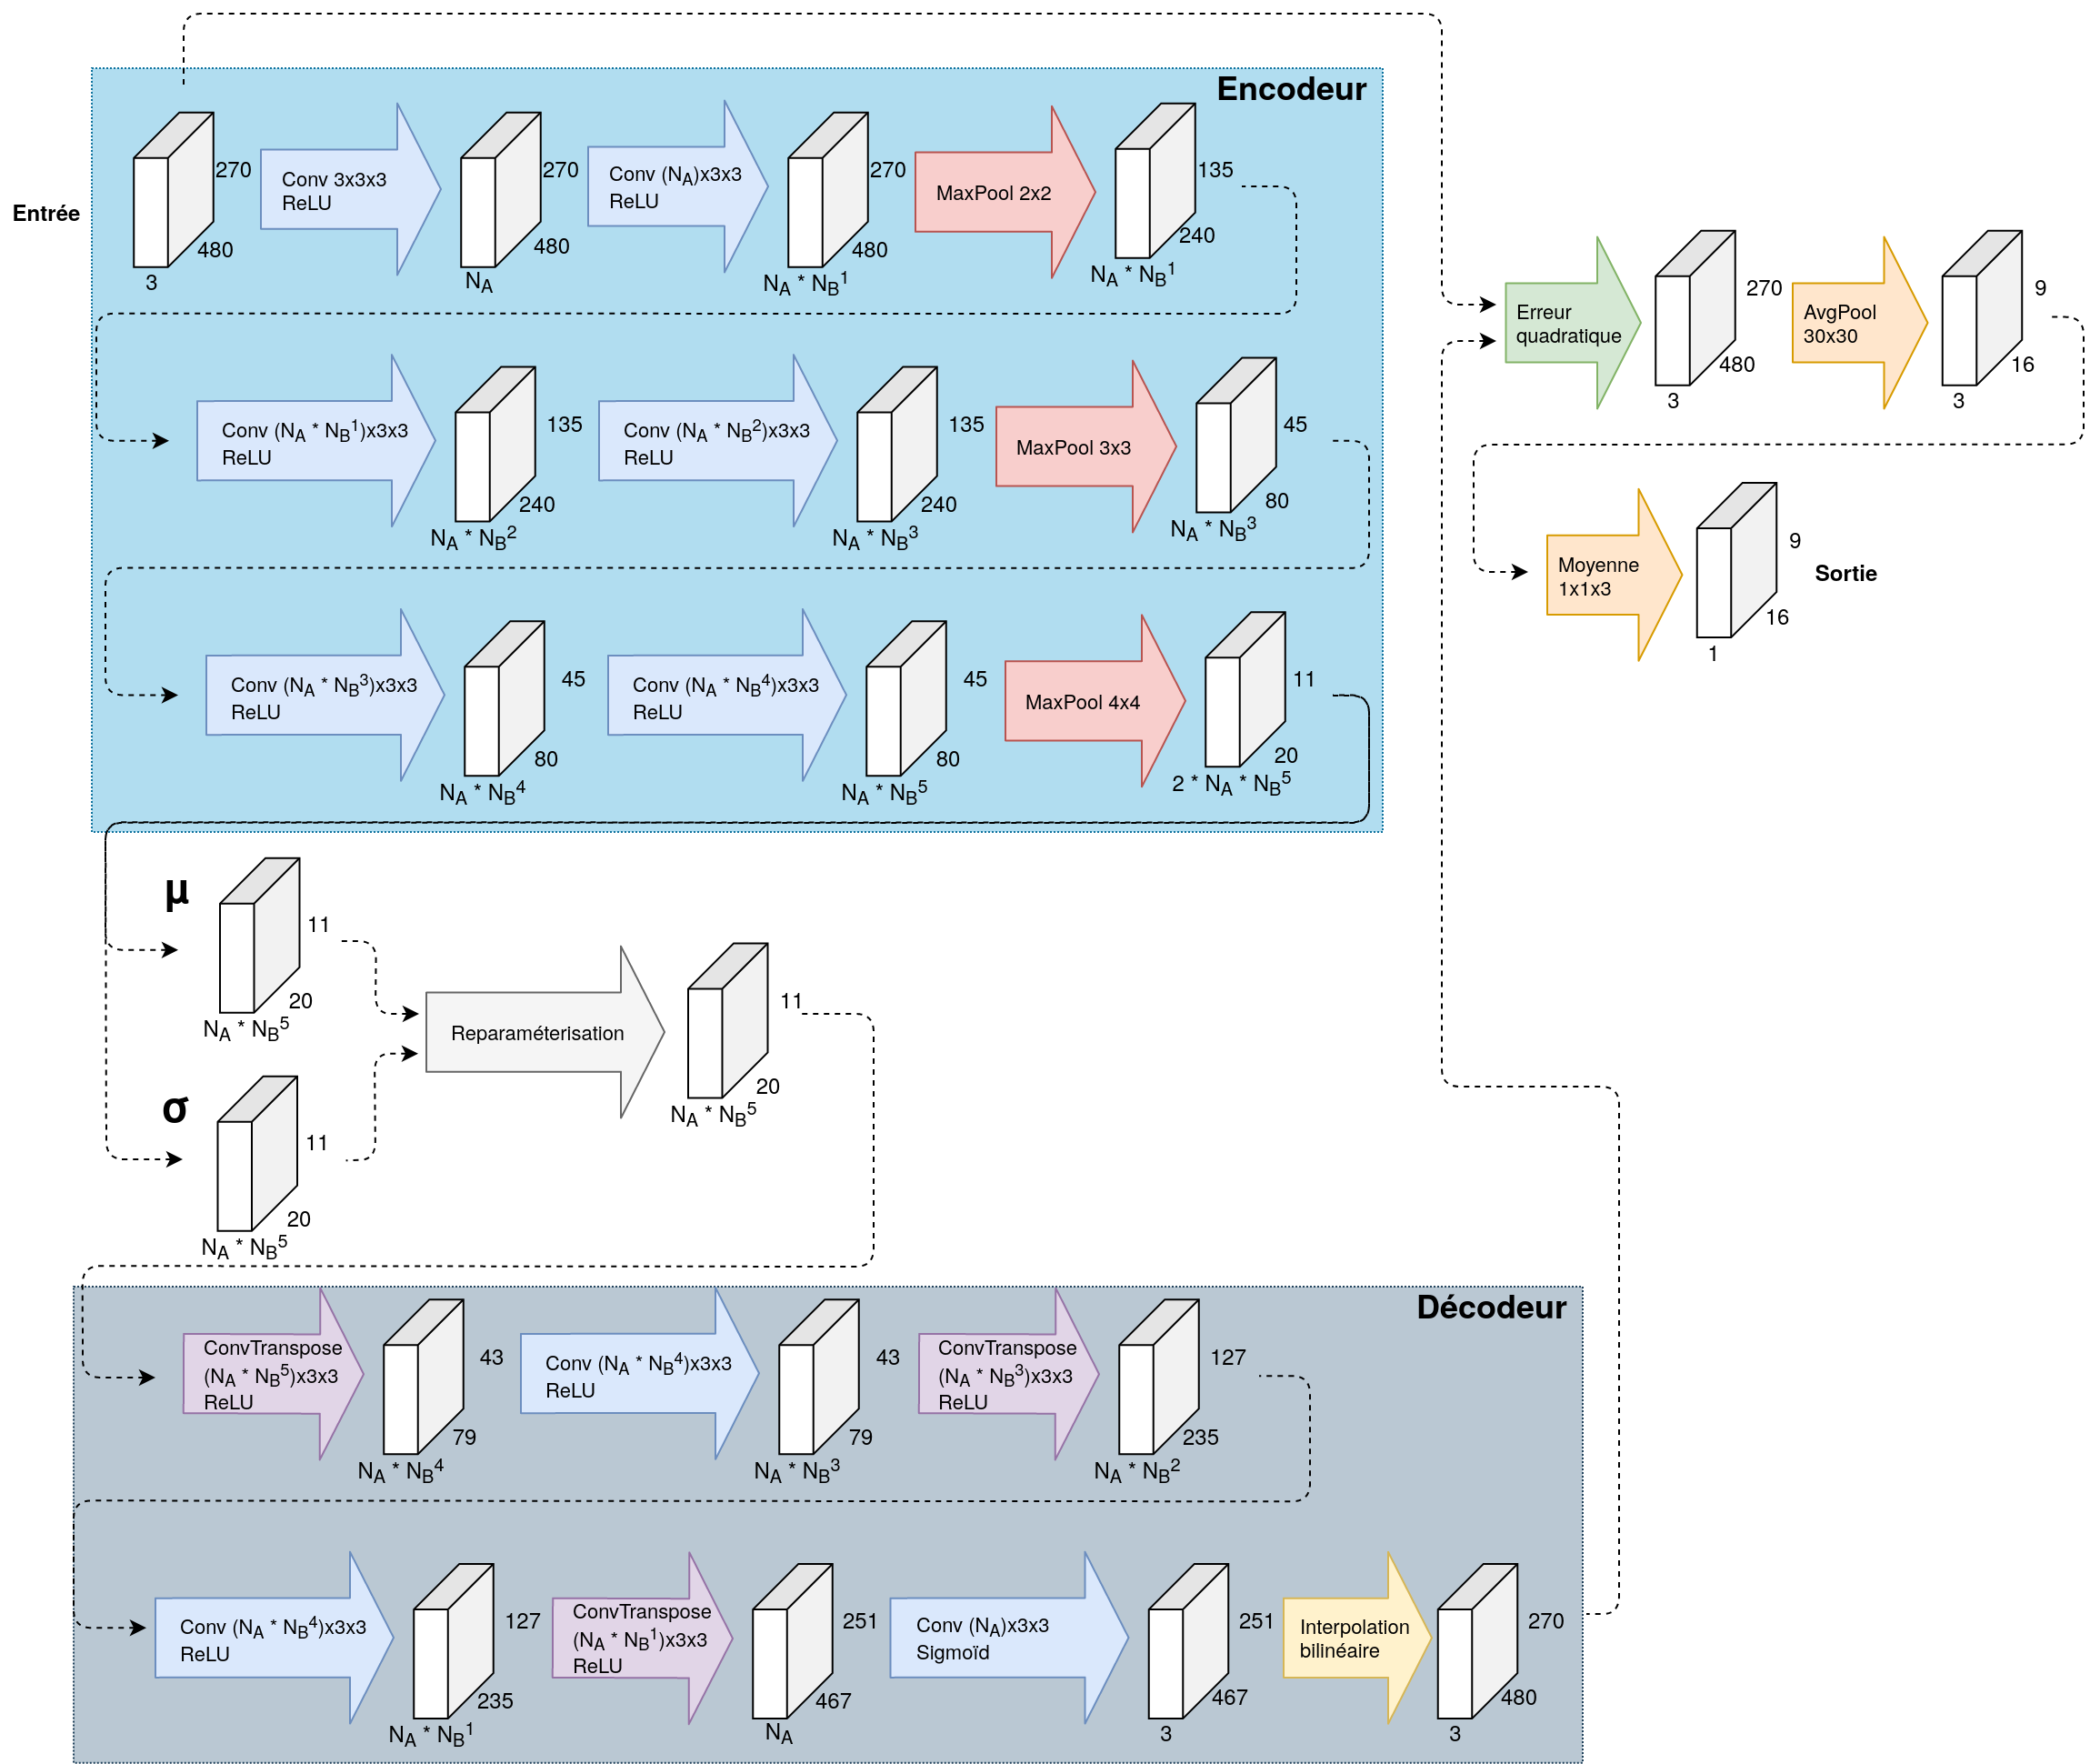 Encodeur
Entrée
270
480
3
Conv 3x3x3
ReLU
270
480
N_A
Conv (N_A)x3x3
ReLU
270
480
N_A * N_B^1
MaxPool 2x2
135
240
N_A * N_B^1
Conv (N_A * N_B^1)x3x3
ReLU
135
240
N_A * N_B^2
Conv (N_A * N_B^2)x3x3
ReLU
135
240
N_A * N_B^3
MaxPool 3x3
45
80
N_A * N_B^3
Conv (N_A * N_B^3)x3x3
ReLU
45
80
N_A * N_B^4
Conv (N_A * N_B^4)x3x3
ReLU
45
80
N_A * N_B^5
MaxPool 4x4
11
20
2 * N_A * N_B^5
μ
11
20
N_A * N_B^5
σ
11
20
N_A * N_B^5
Reparaméterisation
11
20
N_A * N_B^5
Décodeur
ConvTranspose
(N_A * N_B^5)x3x3
ReLU
43
79
N_A * N_B^4
Conv (N_A * N_B^4)x3x3
ReLU
43
79
N_A * N_B^3
ConvTranspose
(N_A * N_B^3)x3x3
ReLU
127
235
N_A * N_B^2
Conv (N_A * N_B^4)x3x3
ReLU
127
235
N_A * N_B^1
ConvTranspose
(N_A * N_B^1)x3x3
ReLU
251
467
N_A
Conv (N_A)x3x3
Sigmoïd
251
467
3
Interpolation
bilinéaire
270
480
3
Erreur
quadratique
270
480
3
AvgPool
30x30
9
16
3
Moyenne
1x1x3
9
16
1
Sortie